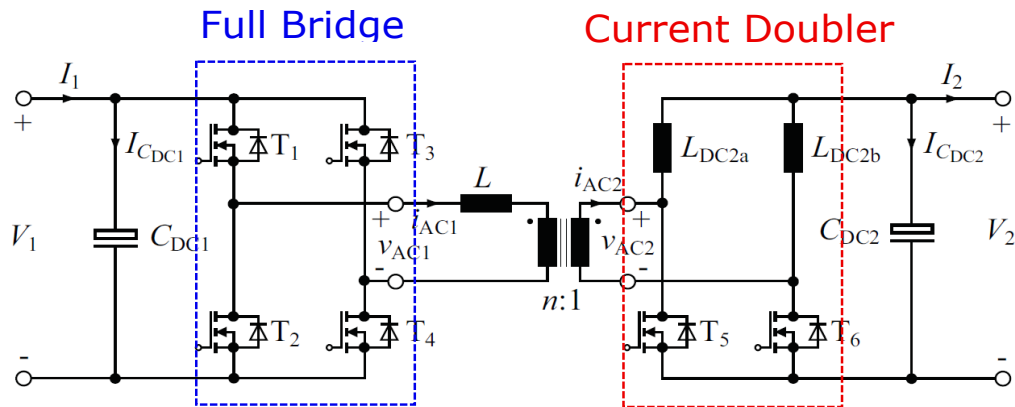 Full Bridge
Current Doubler
I1
I2
+
+
ICDC1
T1
T3
LDC2a
LDC2b
ICDC2
L
iAC2
+
iAC1
+
V1
CDC1
vAC1
vAC2
CDC2
V2
-
-
n:1
T2
T4
T5
T6
-
-